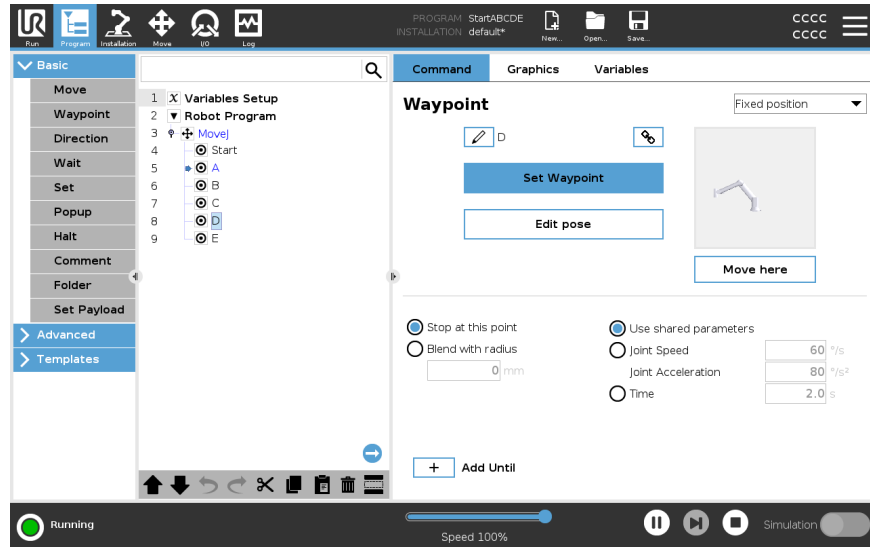 UR
Run Program Installation Move I/O Log
PROGRAM StartABCDE
INSTALLATION default*
New... Open... Save...
CCCC
CCCC
Basic
Move
Waypoint
Direction
Wait
Set
Popup
Halt
Comment
Folder
Set Payload
Advanced
Templates
1 X Variables Setup
2 Robot Program
3 MoveJ
4 Start
5 A
6 B
7 C
8 D
9 E
Command Graphics Variables
Waypoint
Fixed position
D
Set Waypoint
Edit pose
Move here
Stop at this point
Blend with radius
0 mm
Use shared parameters
Joint Speed 60 °/s
Joint Acceleration 80 °/s²
Time 2.0 s
+ Add Until
Running
Speed 100%
Simulation